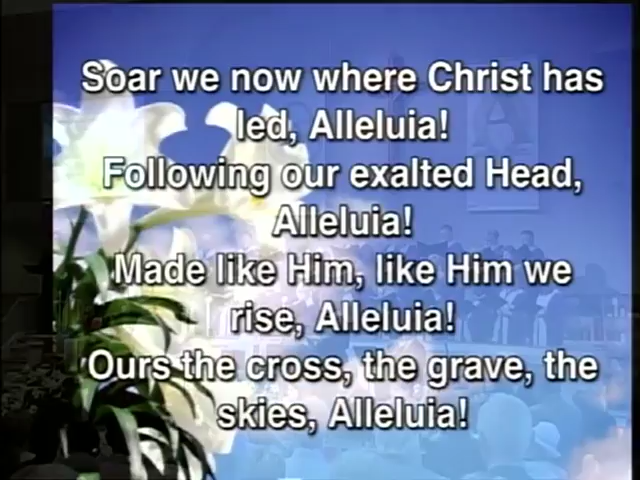 Soar we now where Christ has
led, Alleluia!
Following our exalted Head,
Alleluia!
Made like Him, like Him we
rise, Alleluia!
Ours the cross, the grave, the
skies, Alleluia!